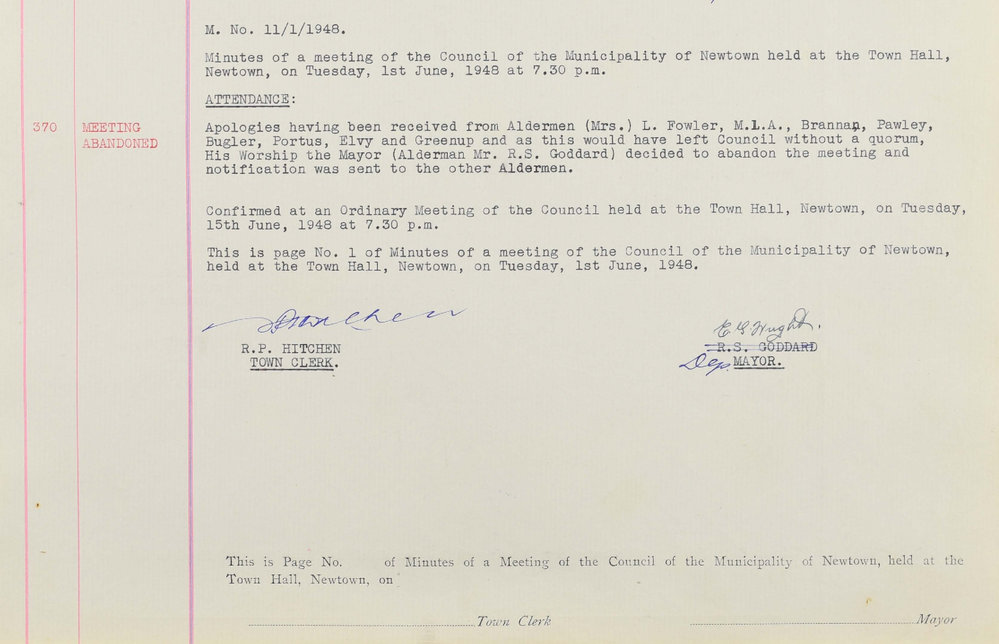 M. No. 11/1/1948.
Minutes of a meeting of the Council of the Municipality of Newtown held at the Town Hall,
Newtown, on Tuesday, 1st June, 1948 at 7.30 p.m.
ATTENDANCE:
370 MEETING ABANDONED
Apologies having been received from Aldermen (Mrs.) L. Fowler, M.L.A., Brannan, Pawley,
Bugler, Portus, Elvy and Greenup and as this would have left Council without a quorum,
His Worship the Mayor (Alderman Mr. R.S. Goddard) decided to abandon the meeting and
notification was sent to the other Aldermen.
Confirmed at an Ordinary Meeting of the Council held at the Town Hall, Newtown, on Tuesday,
15th June, 1948 at 7.30 p.m.
This is page No. 1 of Minutes of a meeting of the Council of the Municipality of Newtown,
held at the Town Hall, Newtown, on Tuesday, 1st June, 1948.
R.P. HITCHEN
TOWN CLERK.
R.S. GODDARD
Dep MAYOR.
This is Page No. of Minutes of a Meeting of the Council of the Municipality of Newtown, held at the
Town Hall, Newtown, on
Town Clerk
Mayor